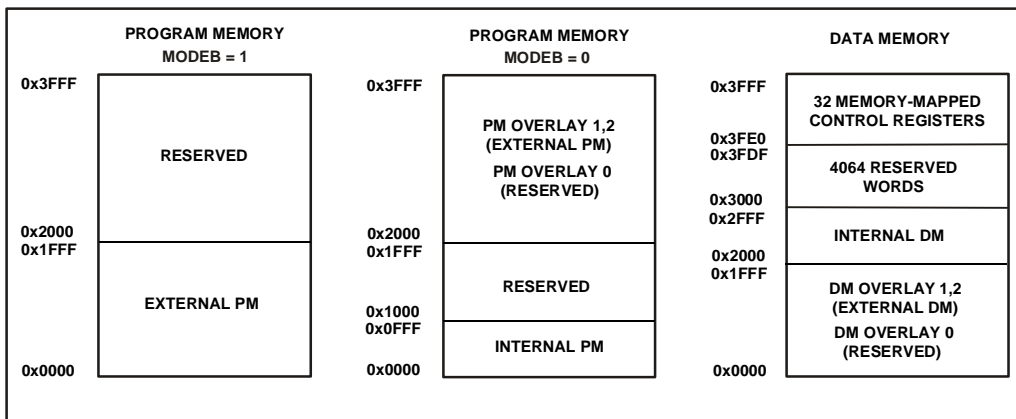 PROGRAM MEMORY
MODEB = 1
0x3FFF
RESERVED
0x2000
0x1FFF
EXTERNAL PM
0x0000
PROGRAM MEMORY
MODEB = 0
0x3FFF
PM OVERLAY 1,2
(EXTERNAL PM)
PM OVERLAY 0
(RESERVED)
0x2000
0x1FFF
RESERVED
0x1000
0x0FFF
INTERNAL PM
0x0000
DATA MEMORY
0x3FFF
32 MEMORY-MAPPED
CONTROL REGISTERS
0x3FE0
0x3FDF
4064 RESERVED
WORDS
0x3000
0x2FFF
INTERNAL DM
0x2000
0x1FFF
DM OVERLAY 1,2
(EXTERNAL DM)
DM OVERLAY 0
(RESERVED)
0x0000